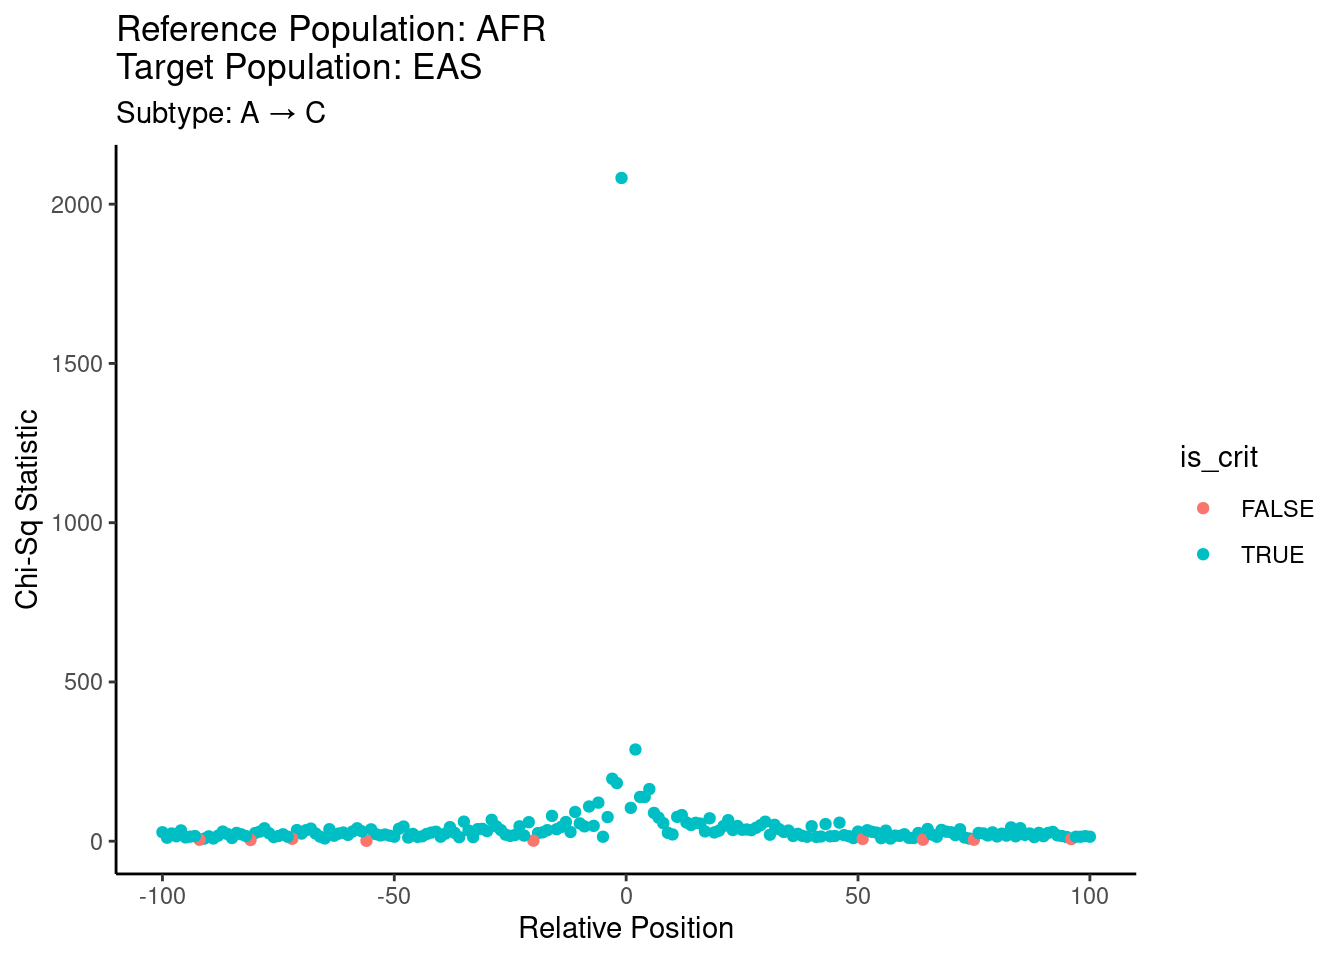 Reference Population: AFR
Target Population: EAS
Subtype: A → C
2000
1500
1000
500
0
Chi-Sq Statistic
-100
-50
0
50
100
Relative Position
is_crit
FALSE
TRUE